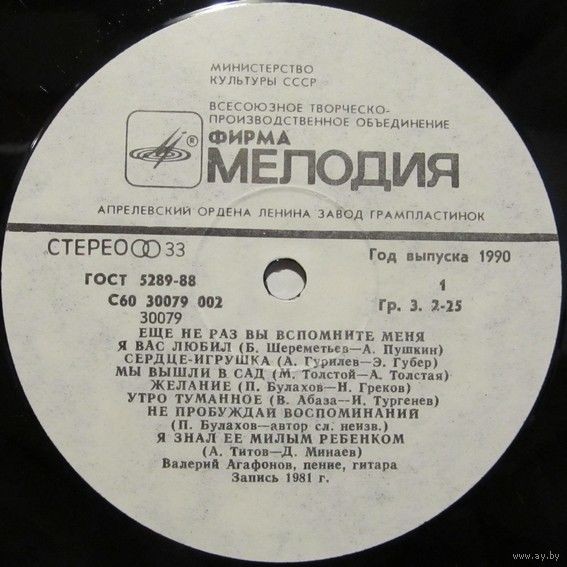 МИНИСТЕРСТВО
КУЛЬТУРЫ СССР
ВСЕСОЮЗНОЕ ТВОРЧЕСКО-
ПРОИЗВОДСТВЕННОЕ ОБЪЕДИНЕНИЕ
®
ФИРМА
МЕЛОДИЯ
АПРЕЛЕВСКИЙ ОРДЕНА ЛЕНИНА ЗАВОД ГРАМПЛАСТИНОК
СТЕРЕО 33
Год выпуска 1990
ГОСТ 5289-88
С60 30079 002
1
30079
Гр. 3. 2-25
ЕЩЕ НЕ РАЗ ВЫ ВСПОМНИТЕ МЕНЯ
Я ВАС ЛЮБИЛ (Б. Шереметьев—А. Пушкин)
СЕРДЦЕ-ИГРУШКА (А. Гурилев—Э. Губер)
МЫ ВЫШЛИ В САД (М. Толстой—А. Толстая)
ЖЕЛАНИЕ (П. Булахов—Н. Греков)
УТРО ТУМАННОЕ (В. Абаза—И. Тургенев)
НЕ ПРОБУЖДАЙ ВОСПОМИНАНИЙ
(П. Булахов—автор сл. неизв.)
Я ЗНАЛ ЕЕ МИЛЫМ РЕБЕНКОМ
(А. Титов—Д. Минаев)
Валерий Агафонов, пение, гитара
Запись 1981 г.
www.ay.by